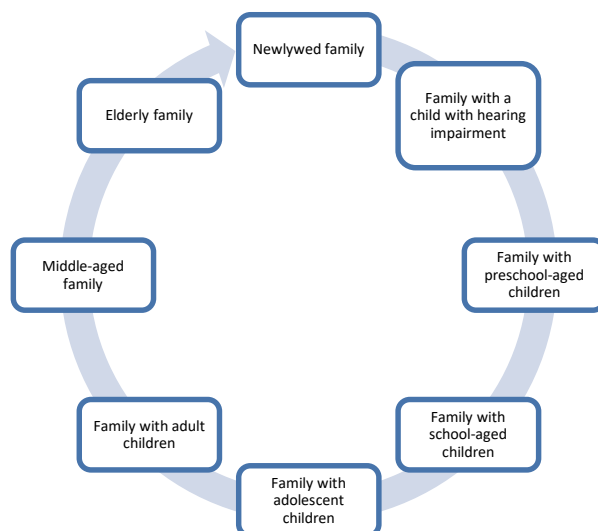 Newlywed family
Family with a
child with hearing
impairment
Family with
preschool-aged
children
Family with
school-aged
children
Family with
adolescent
children
Family with adult
children
Middle-aged
family
Elderly family